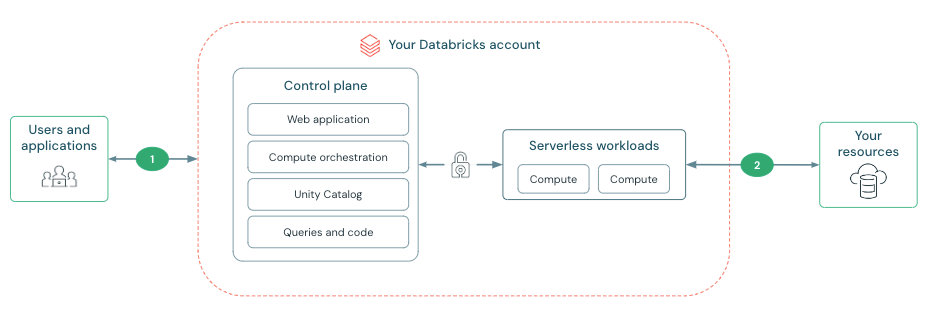 Your Databricks account
Control plane
Web application
Compute orchestration
Unity Catalog
Queries and code
Users and
applications
1
Serverless workloads
Compute
Compute
2
Your
resources